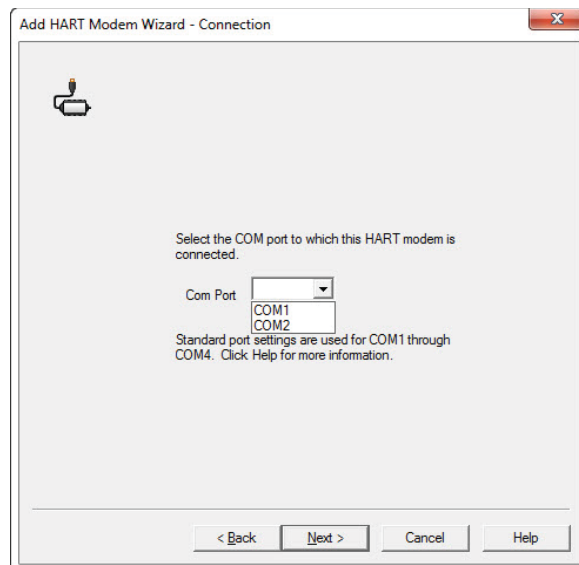 Add HART Modem Wizard - Connection
Select the COM port to which this HART modem is
connected.
Com Port
COM1
COM2
Standard port settings are used for COM1 through
COM4. Click Help for more information.
< Back
Next >
Cancel
Help